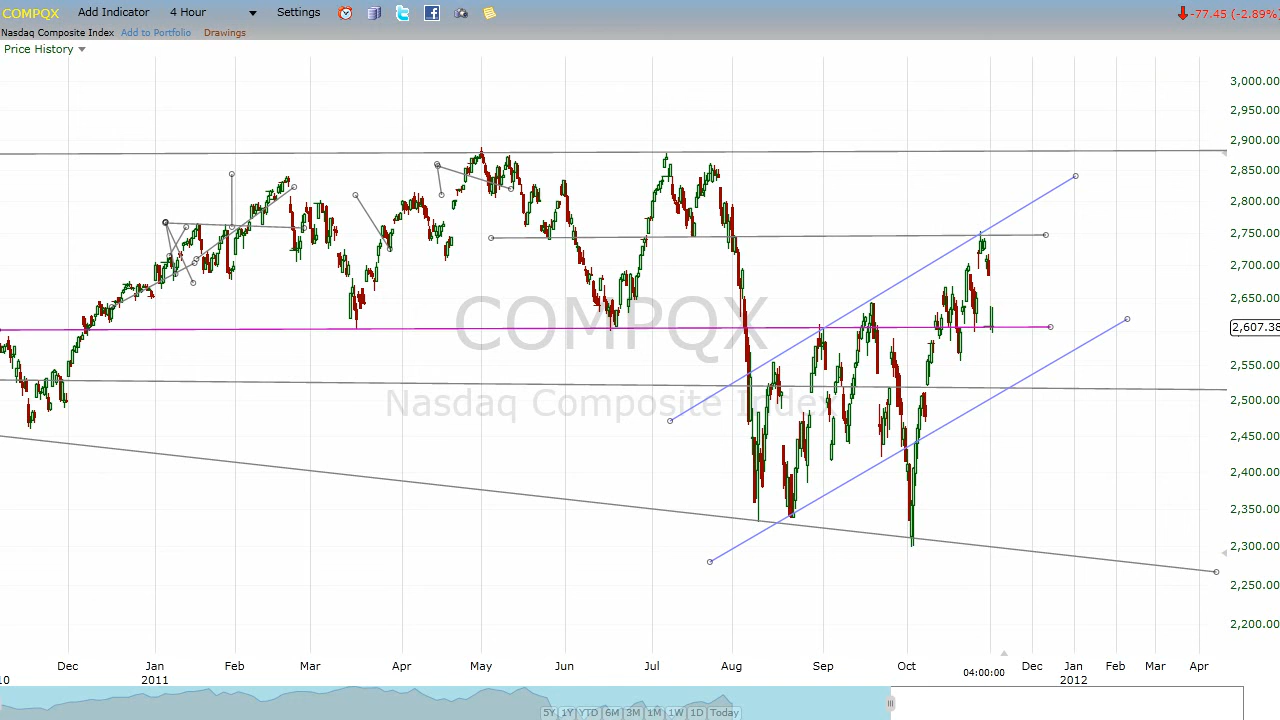 COMPQX Add Indicator 4 Hour Settings -77.45 (-2.89%)
Nasdaq Composite Index Add to Portfolio Drawings
Price History
3,000.00
2,950.00
2,900.00
2,850.00
2,800.00
2,750.00
2,700.00
2,650.00
2,607.38
2,550.00
2,500.00
2,450.00
2,400.00
2,350.00
2,300.00
2,250.00
2,200.00
COMPQX
Nasdaq Composite Index
Dec Jan Feb Mar Apr May Jun Jul Aug Sep Oct Dec Jan Feb Mar Apr
10 2011 04:00:00 2012
5Y 1Y YTD 6M 3M 1M 1W 1D Today